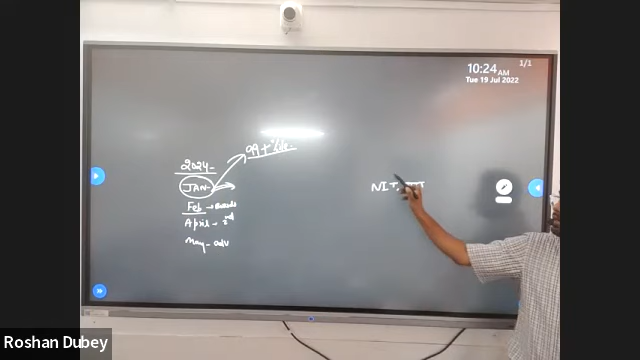 10:24 AM
1/1
Tue 19 Jul 2022
99+ %ile
2024
JAN
Feb → Boards
April - 2nd
May - adv
NIT,
Roshan Dubey